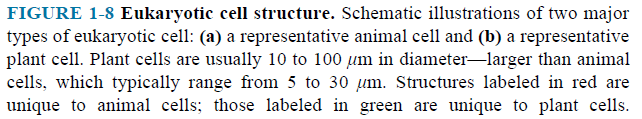 FIGURE 1-8 Eukaryotic cell structure. Schematic illustrations of two major
types of eukaryotic cell: (a) a representative animal cell and (b) a representative
plant cell. Plant cells are usually 10 to 100 μm in diameter—larger than animal
cells, which typically range from 5 to 30 μm. Structures labeled in red are
unique to animal cells; those labeled in green are unique to plant cells.